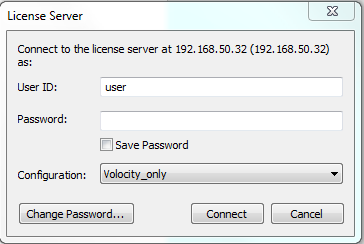 License Server
Connect to the license server at 192.168.50.32 (192.168.50.32)
as:
User ID: user
Password:
Save Password
Configuration: Volocity_only
Change Password... Connect Cancel